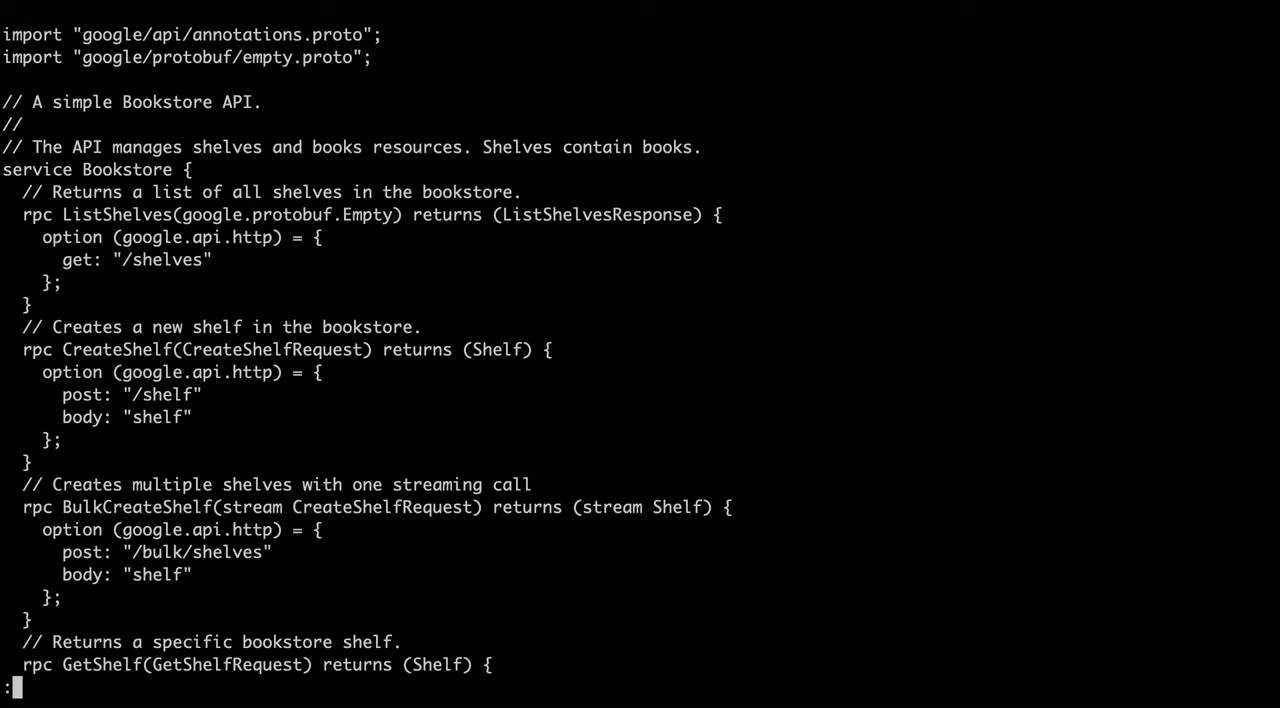 import "google/api/annotations.proto";
import "google/protobuf/empty.proto";

// A simple Bookstore API.
//
// The API manages shelves and books resources. Shelves contain books.
service Bookstore {
  // Returns a list of all shelves in the bookstore.
  rpc ListShelves(google.protobuf.Empty) returns (ListShelvesResponse) {
    option (google.api.http) = {
      get: "/shelves"
    };
  }
  // Creates a new shelf in the bookstore.
  rpc CreateShelf(CreateShelfRequest) returns (Shelf) {
    option (google.api.http) = {
      post: "/shelf"
      body: "shelf"
    };
  }
  // Creates multiple shelves with one streaming call
  rpc BulkCreateShelf(stream CreateShelfRequest) returns (stream Shelf) {
    option (google.api.http) = {
      post: "/bulk/shelves"
      body: "shelf"
    };
  }
  // Returns a specific bookstore shelf.
  rpc GetShelf(GetShelfRequest) returns (Shelf) {
: